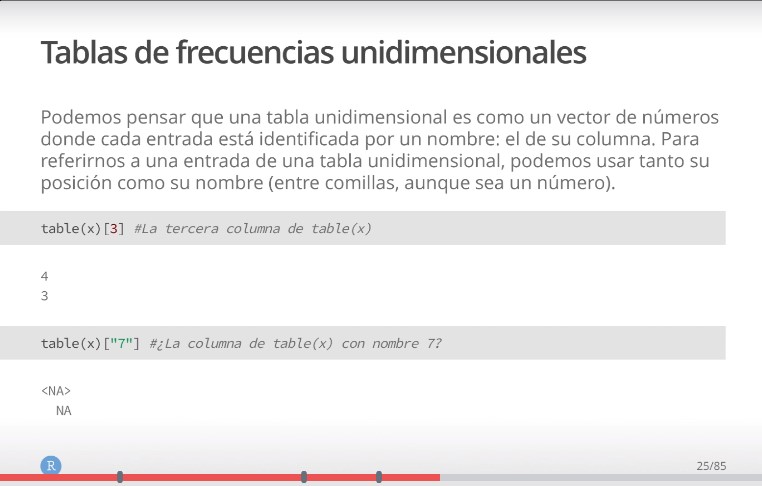 Tablas de frecuencias unidimensionales
Podemos pensar que una tabla unidimensional es como un vector de números
donde cada entrada está identificada por un nombre: el de su columna. Para
referirnos a una entrada de una tabla unidimensional, podemos usar tanto su
posición como su nombre (entre comillas, aunque sea un número).
table(x)[3] #La tercera columna de table(x)
4
3
table(x)["7"] #¿La columna de table(x) con nombre 7?
<NA>
NA
R
25/85